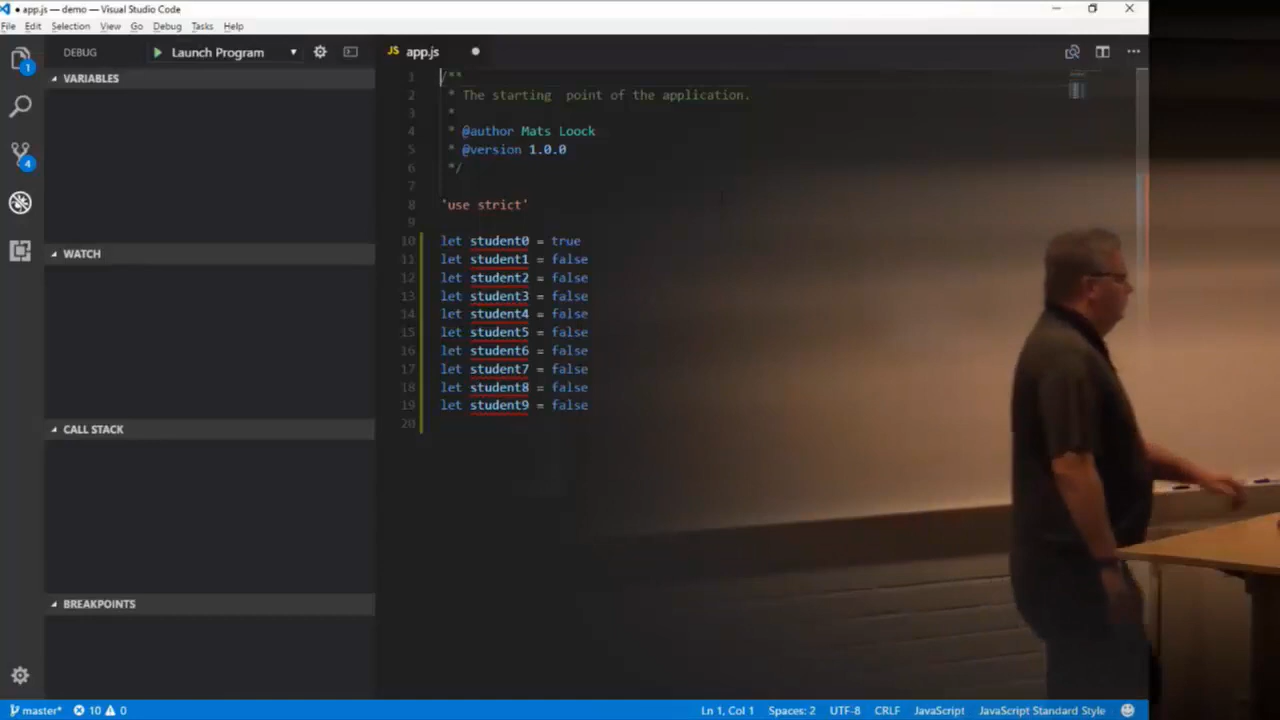 ● app.js — demo — Visual Studio Code
File Edit Selection View Go Debug Tasks Help
DEBUG Launch Program
JS app.js
VARIABLES
WATCH
CALL STACK
BREAKPOINTS
1
4
1 /**
2 * The starting  point of the application.
3 *
4 * @author Mats Loock
5 * @version 1.0.0
6 */
7
8 'use strict'
9
10 let student0 = true
11 let student1 = false
12 let student2 = false
13 let student3 = false
14 let student4 = false
15 let student5 = false
16 let student6 = false
17 let student7 = false
18 let student8 = false
19 let student9 = false
20
master* 10 0 Ln 1, Col 1 Spaces: 2 UTF-8 CRLF JavaScript JavaScript Standard Style